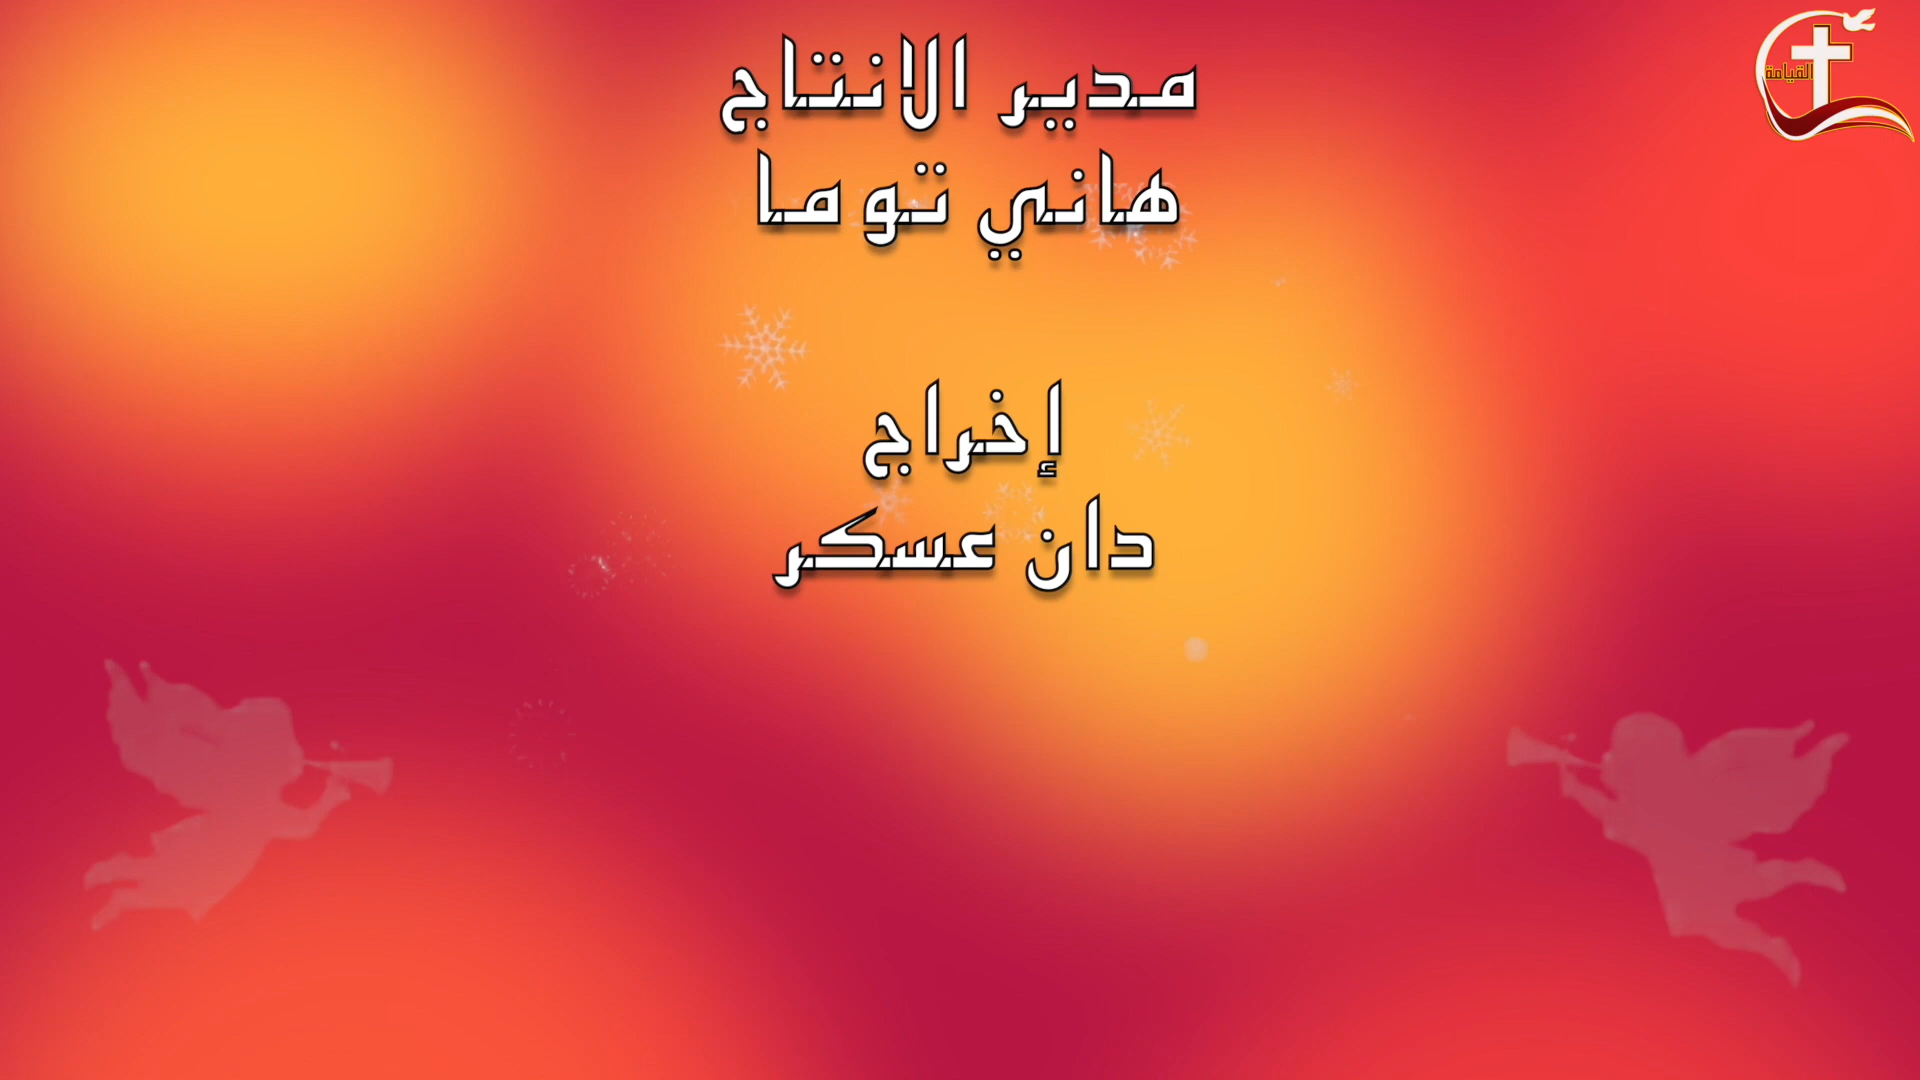 مدير الانتاج
هاني توما
إخراج
دان عسكر
القيامة